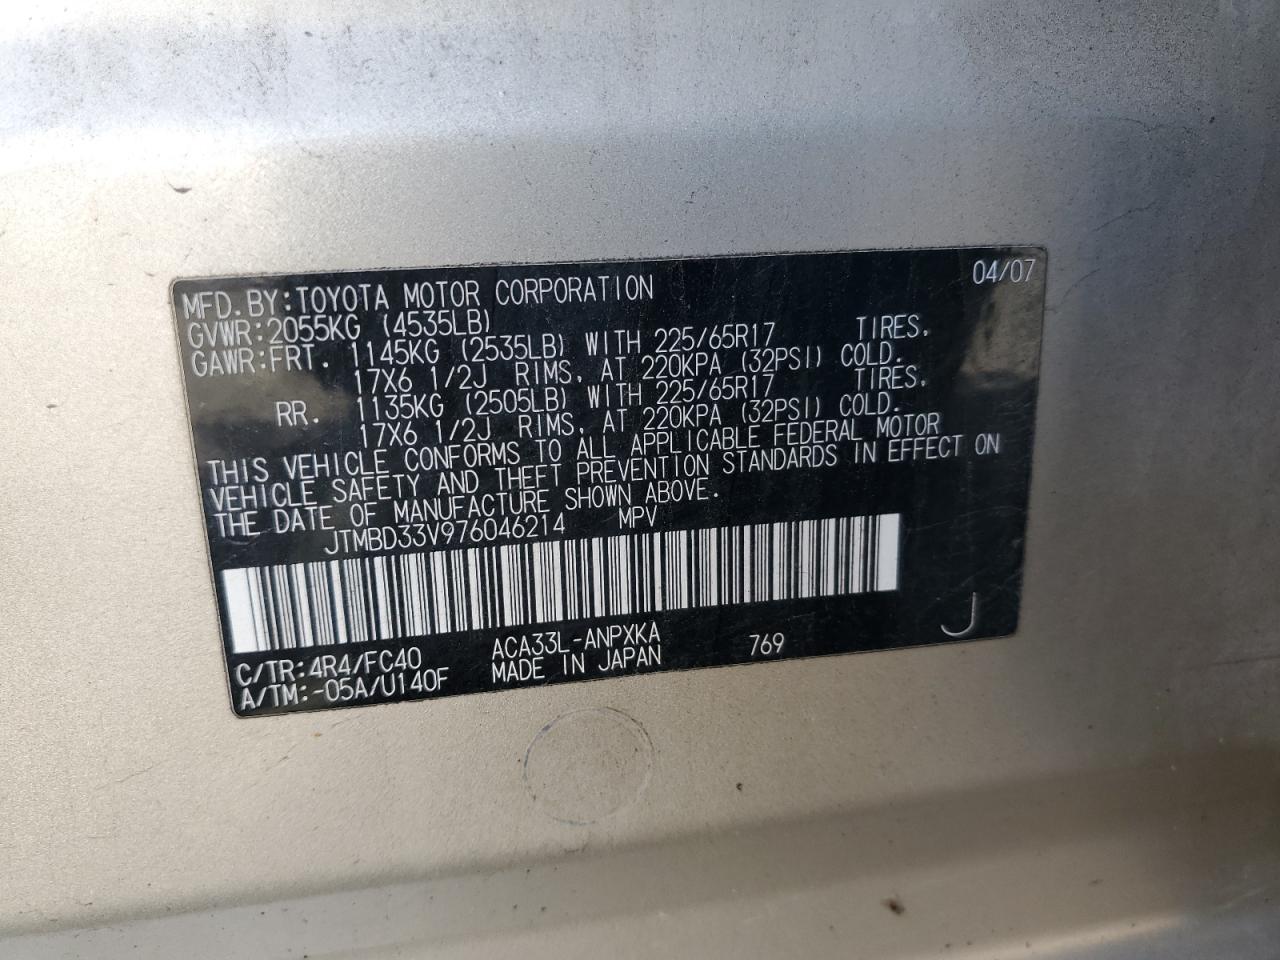 MFD. BY: TOYOTA MOTOR CORPORATION 04/07
GVWR: 2055KG (4535LB)
GAWR: FRT. 1145KG (2535LB) WITH 225/65R17 TIRES,
17X6 1/2J RIMS, AT 220KPA (32PSI) COLD.
RR. 1135KG (2505LB) WITH 225/65R17 TIRES,
17X6 1/2J RIMS, AT 220KPA (32PSI) COLD.
THIS VEHICLE CONFORMS TO ALL APPLICABLE FEDERAL MOTOR
VEHICLE SAFETY AND THEFT PREVENTION STANDARDS IN EFFECT ON
THE DATE OF MANUFACTURE SHOWN ABOVE.
JTMBD33V976046214 MPV
C/TR: 4R4/FC40 ACA33L-ANPXKA 769 J
A/TM: -05A/U140F MADE IN JAPAN